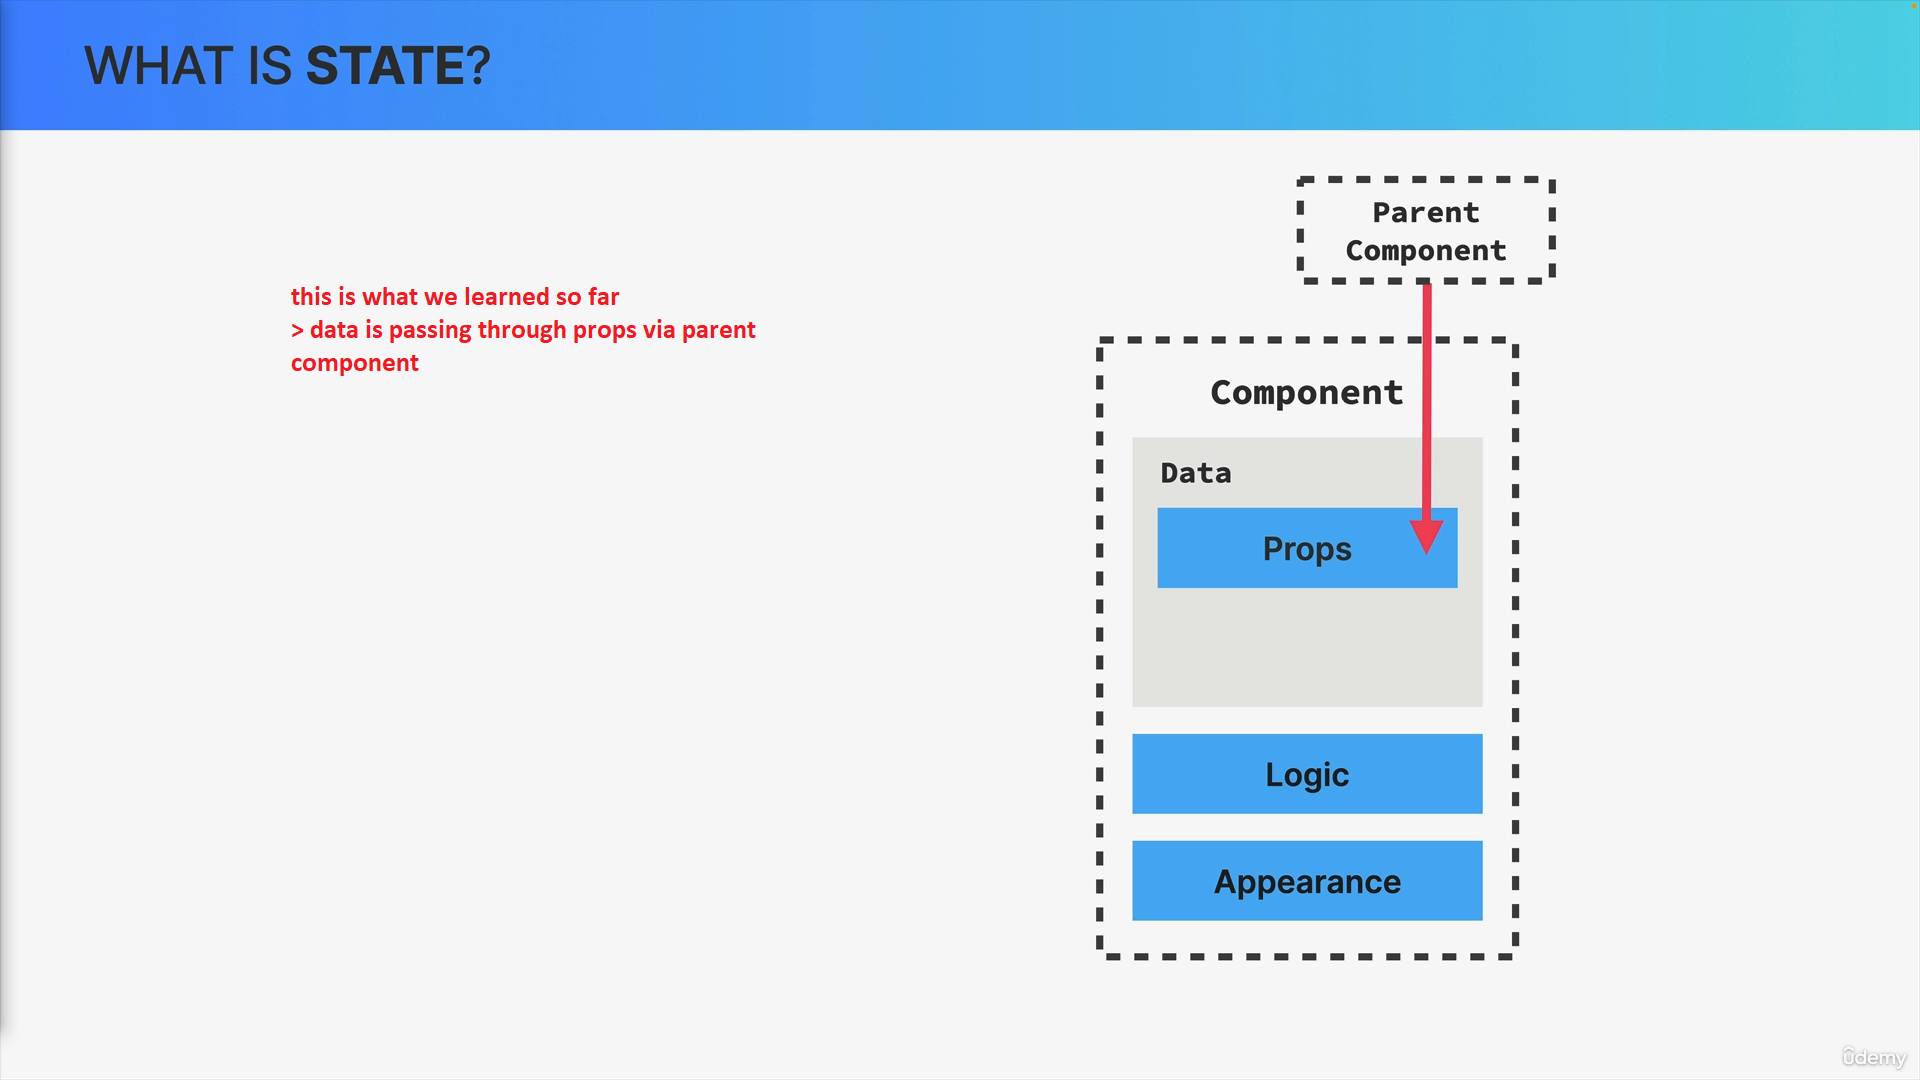 WHAT IS STATE?
this is what we learned so far
> data is passing through props via parent
component
Parent
Component
Component
Data
Props
Logic
Appearance
ûdemy